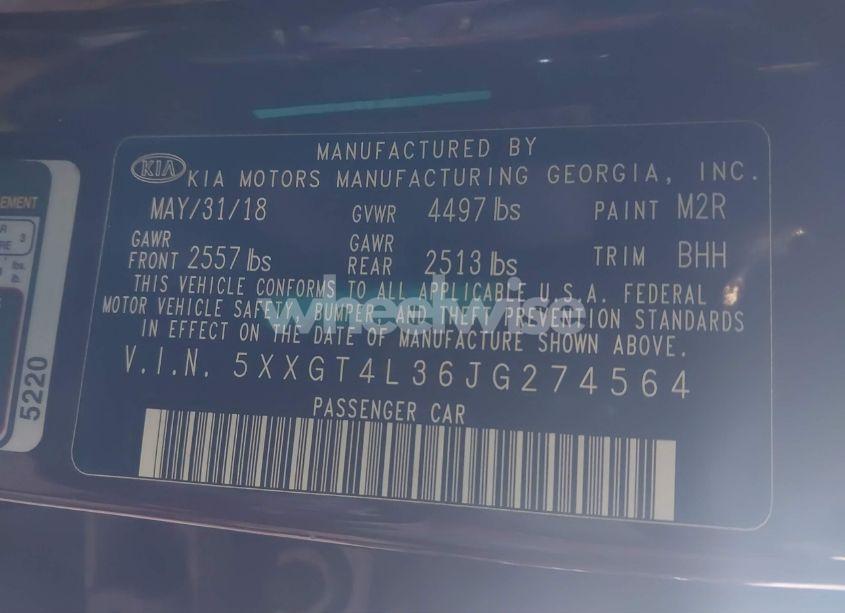 MANUFACTURED BY
KIA KIA MOTORS MANUFACTURING GEORGIA, INC.
MAY/31/18 GVWR 4497 lbs PAINT M2R
GAWR FRONT 2557 lbs GAWR REAR 2513 lbs TRIM BHH
THIS VEHICLE CONFORMS TO ALL APPLICABLE U.S.A. FEDERAL
MOTOR VEHICLE SAFETY, BUMPER, AND THEFT PREVENTION STANDARDS
IN EFFECT ON THE DATE OF MANUFACTURE SHOWN ABOVE.
V.I.N. 5XXGT4L36JG274564
PASSENGER CAR
wheelwise
5220